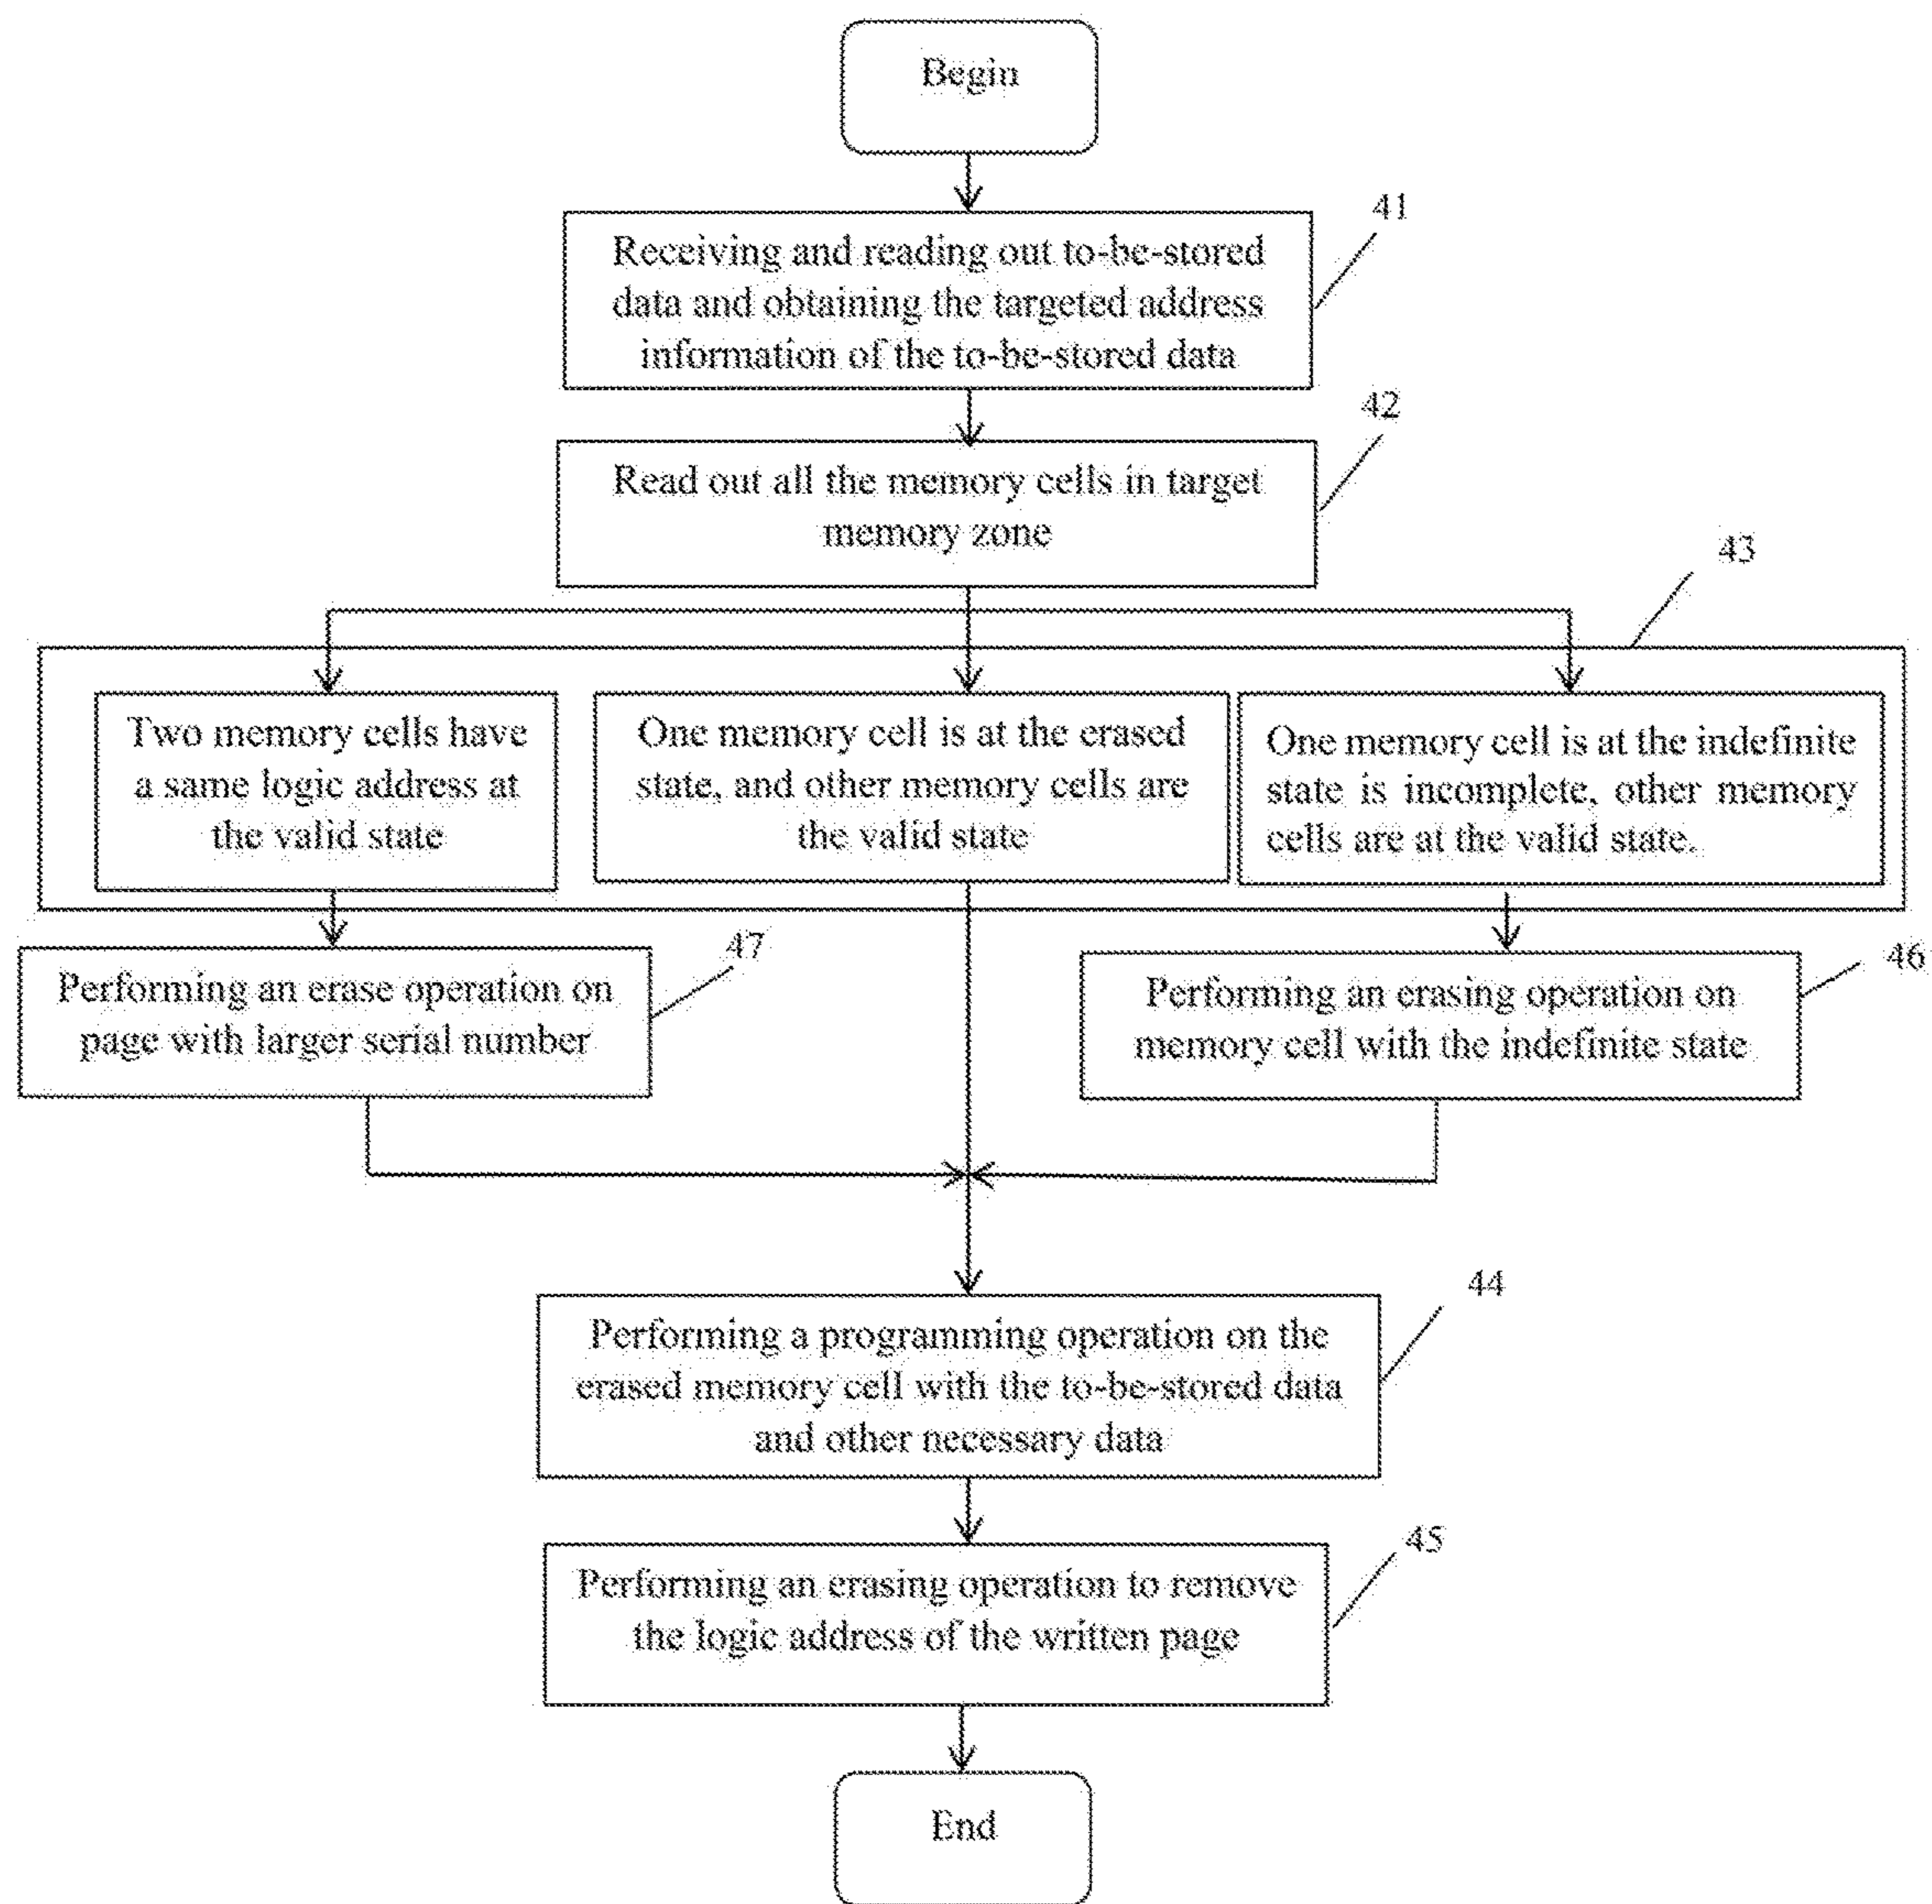 Begin
41
Receiving and reading out to-be-stored
data and obtaining the targeted address
information of the to-be-stored data
42
Read out all the memory cells in target
memory zone
43
Two memory cells have
a same logic address at
the valid state
One memory cell is at the erased
state, and other memory cells are
the valid state
One memory cell is at the indefinite
state is incomplete, other memory
cells are at the valid state.
47
Performing an erase operation on
page with larger serial number
46
Performing an erasing operation on
memory cell with the indefinite state
44
Performing a programming operation on the
erased memory cell with the to-be-stored data
and other necessary data
45
Performing an erasing operation to remove
the logic address of the written page
End